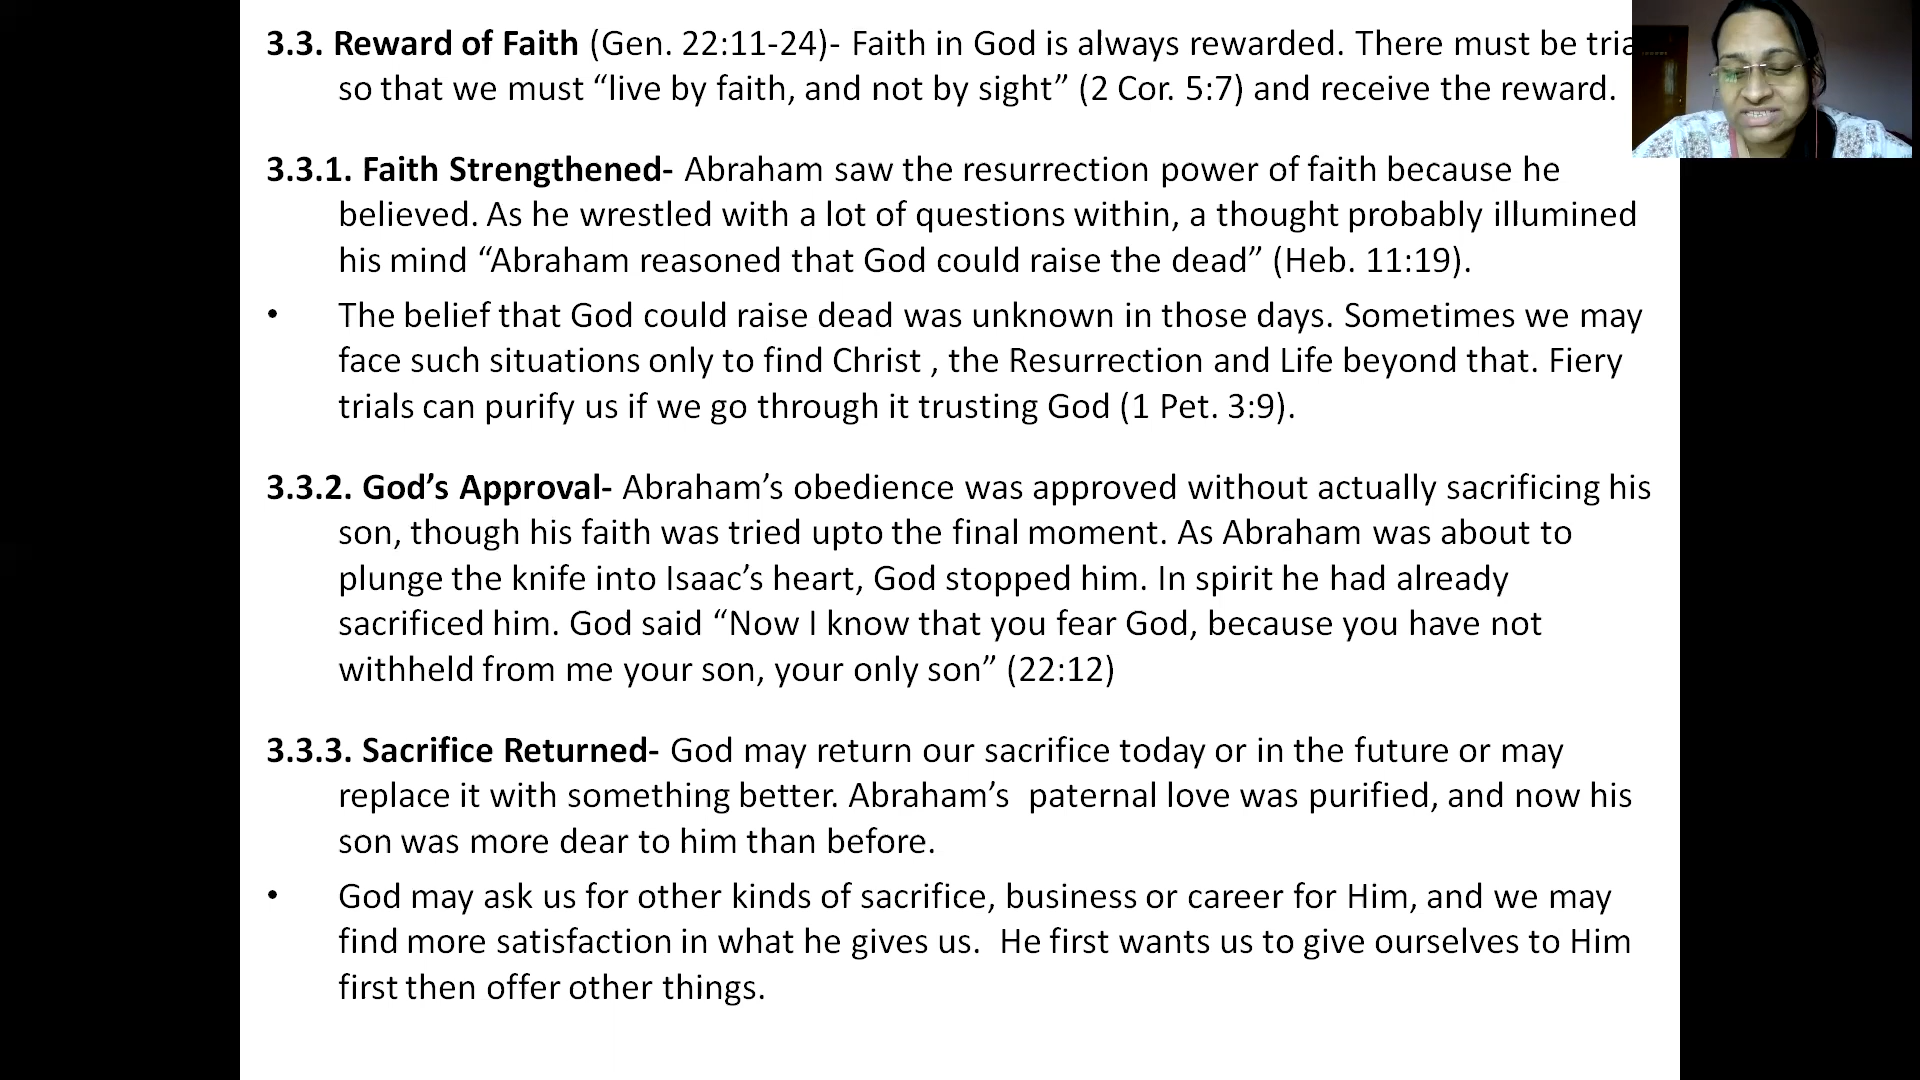 3.3. Reward of Faith (Gen. 22:11-24)- Faith in God is always rewarded. There must be
so that we must “live by faith, and not by sight” (2 Cor. 5:7) and receive the reward.
3.3.1. Faith Strengthened- Abraham saw the resurrection power of faith because he
believed. As he wrestled with a lot of questions within, a thought probably illumined
his mind “Abraham reasoned that God could raise the dead” (Heb. 11:19).
• The belief that God could raise dead was unknown in those days. Sometimes we may
face such situations only to find Christ , the Resurrection and Life beyond that. Fiery
trials can purify us if we go through it trusting God (1 Pet. 3:9).
3.3.2. God’s Approval- Abraham’s obedience was approved without actually sacrificing his
son, though his faith was tried upto the final moment. As Abraham was about to
plunge the knife into Isaac’s heart, God stopped him. In spirit he had already
sacrificed him. God said “Now I know that you fear God, because you have not
withheld from me your son, your only son” (22:12)
3.3.3. Sacrifice Returned- God may return our sacrifice today or in the future or may
replace it with something better. Abraham’s  paternal love was purified, and now his
son was more dear to him than before.
• God may ask us for other kinds of sacrifice, business or career for Him, and we may
find more satisfaction in what he gives us.  He first wants us to give ourselves to Him
first then offer other things.